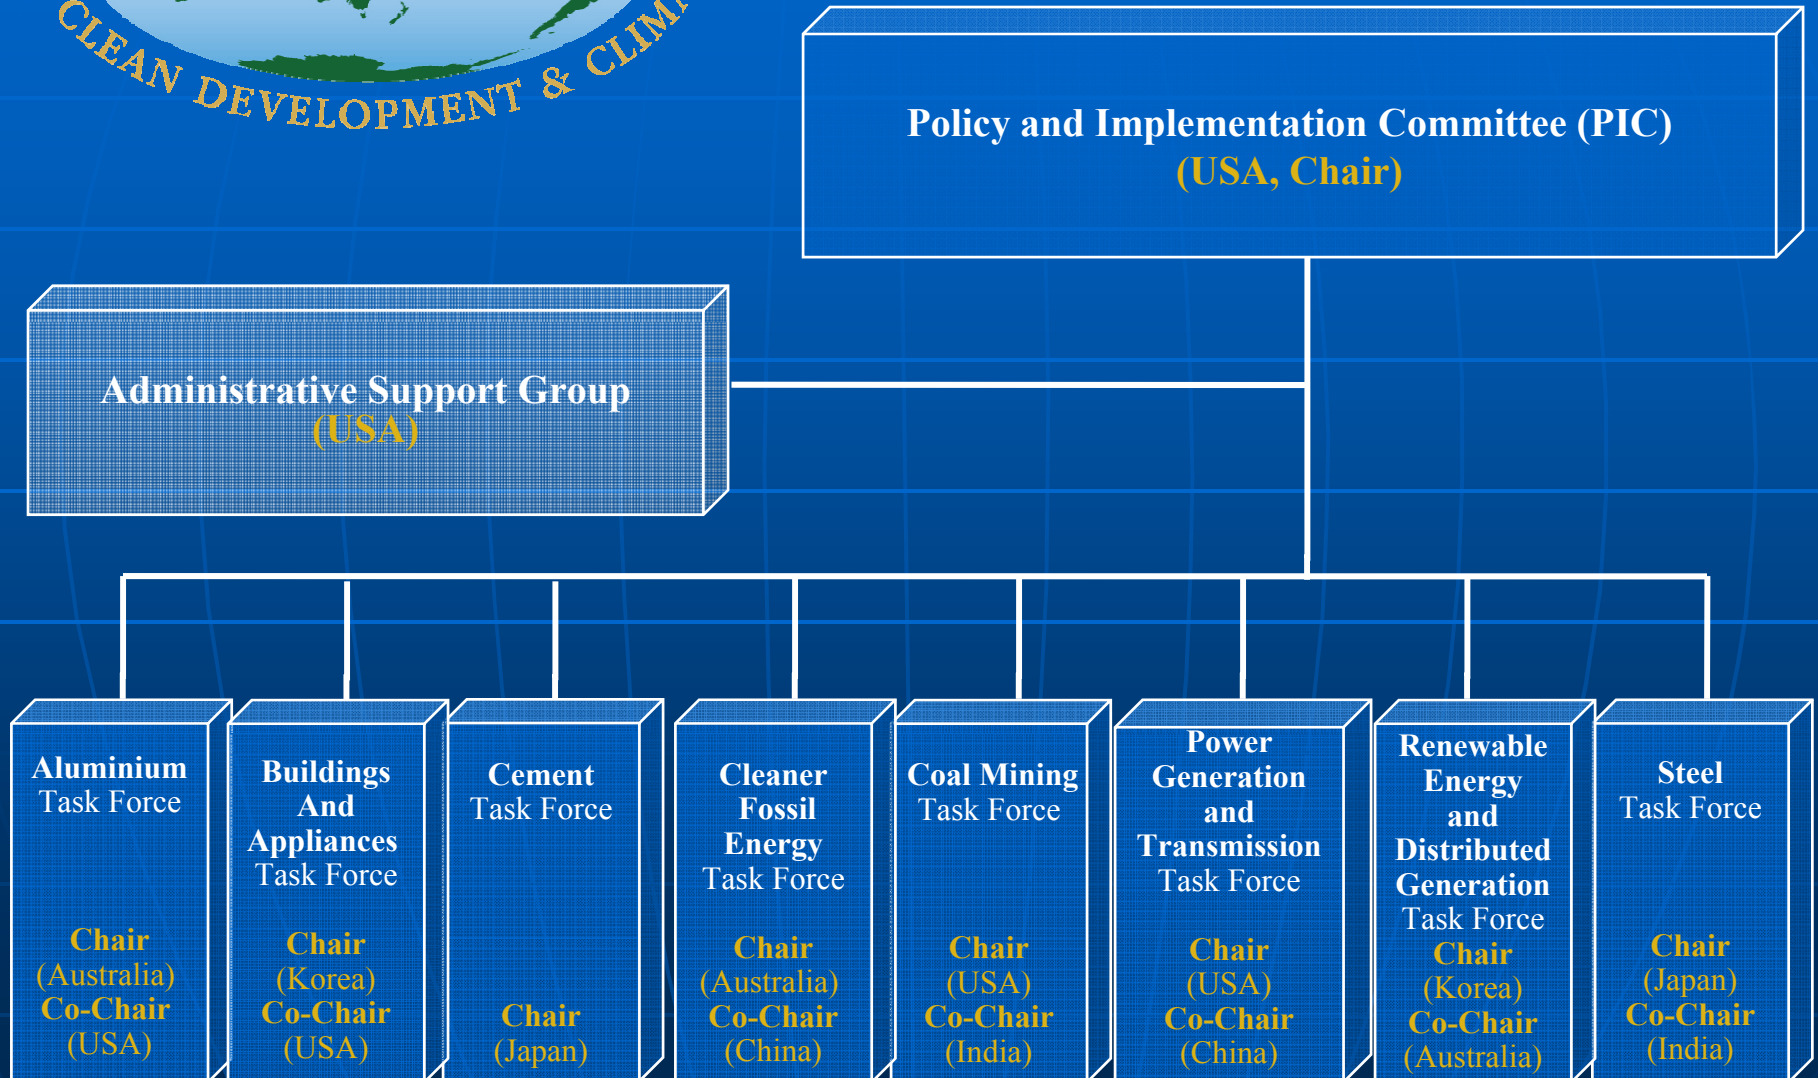 CLEAN DEVELOPMENT &
Policy and Implementation Committee (PIC)
(USA, Chair)
Administrative Support Group
(USA)
Aluminium
Task Force
Chair
(Australia)
Co-Chair
(USA)
Buildings
And
Appliances
Task Force
Chair
(Korea)
Co-Chair
(USA)
Cement
Task Force
Chair
(Japan)
Cleaner
Fossil
Energy
Task Force
Chair
(Australia)
Co-Chair
(China)
Coal Mining
Task Force
Chair
(USA)
Co-Chair
(India)
Power
Generation
and
Transmission
Task Force
Chair
(USA)
Co-Chair
(China)
Renewable
Energy
and
Distributed
Generation
Task Force
Chair
(Korea)
Co-Chair
(Australia)
Steel
Task Force
Chair
(Japan)
Co-Chair
(India)